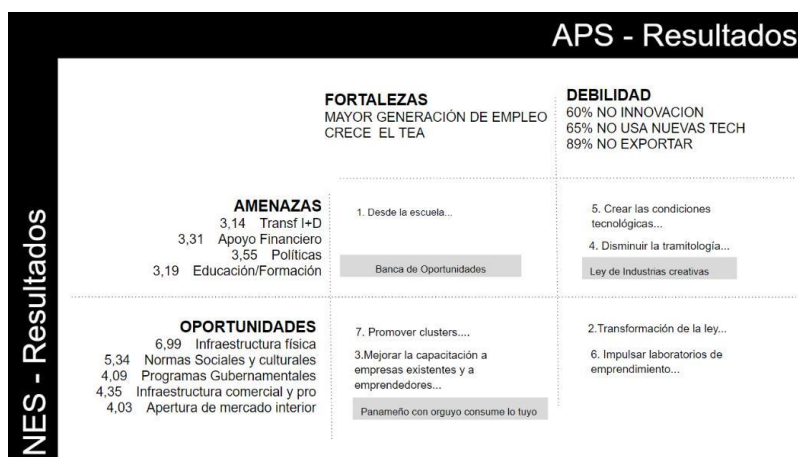 APS - Resultados
NES - Resultados
FORTALEZAS
MAYOR GENERACIÓN DE EMPLEO
CRECE EL TEA
DEBILIDAD
60% NO INNOVACION
65% NO USA NUEVAS TECH
89% NO EXPORTAR
AMENAZAS
3,14 Transf I+D
3,31 Apoyo Financiero
3,55 Políticas
3,19 Educación/Formación
1. Desde la escuela...
Banca de Oportunidades
5. Crear las condiciones
tecnológicas...
4. Disminuir la tramitología...
Ley de Industrias creativas
OPORTUNIDADES
6,99 Infraestructura física
5,34 Normas Sociales y culturales
4,09 Programas Gubernamentales
4,35 Infraestructura comercial y pro
4,03 Apertura de mercado interior
7. Promover clusters....
3.Mejorar la capacitación a
empresas existentes y a
emprendedores...
Panameño con orguyo consume lo tuyo
2.Transformación de la ley...
6. Impulsar laboratorios de
emprendimiento...